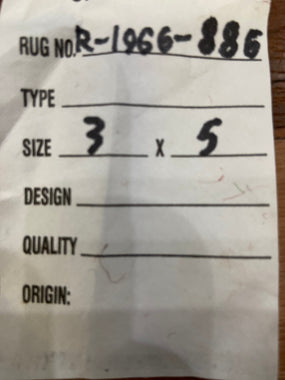 RUG NO. R-1966-886
TYPE
SIZE 3 X 5
DESIGN
QUALITY
ORIGIN: